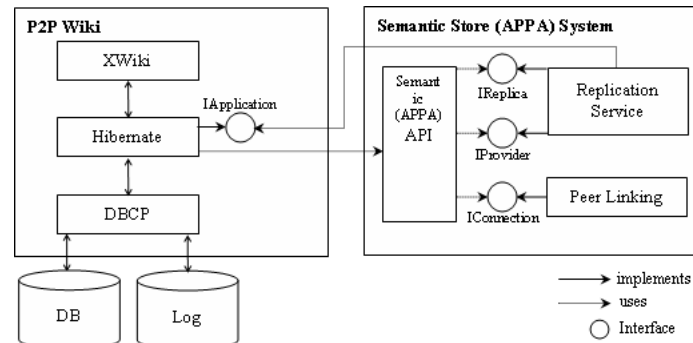 P2P Wiki
XWiki
IApplication
Hibernate
DBCP
DB
Log
Semantic Store (APPA) System
Semant
ic
(APPA)
API
IReplica
IProvider
IConnection
Replication
Service
Peer Linking
implements
uses
Interface